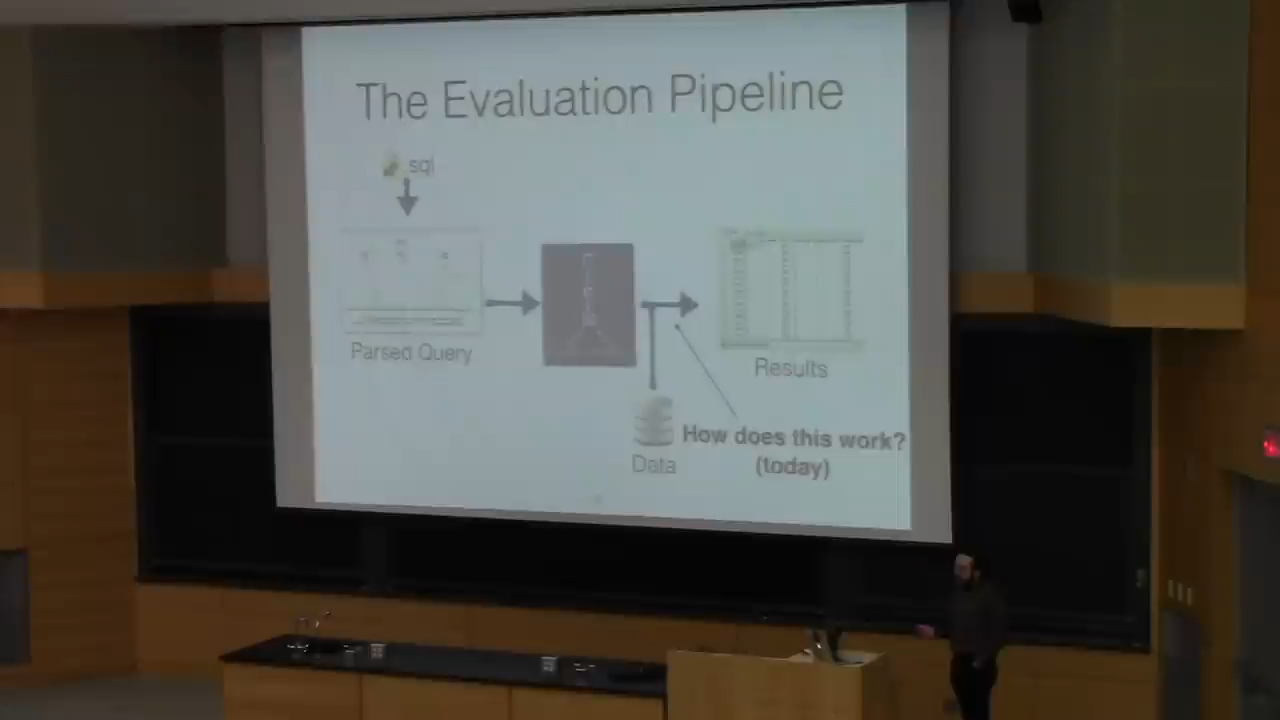 The Evaluation Pipeline
.sql
Parsed Query
Results
Data
How does this work?
(today)